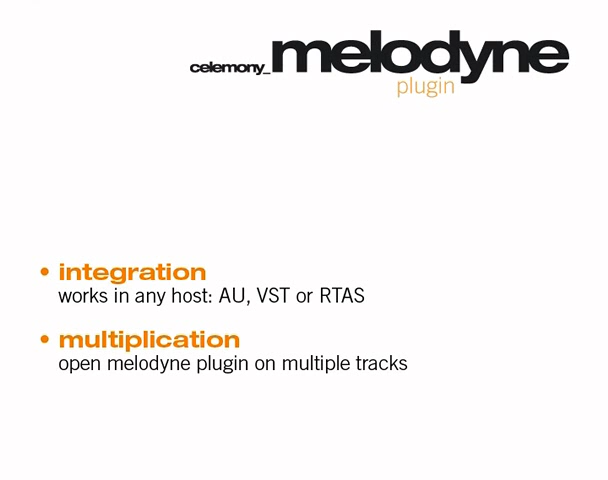 celemony_melodyne
plugin
• integration
works in any host: AU, VST or RTAS
• multiplication
open melodyne plugin on multiple tracks